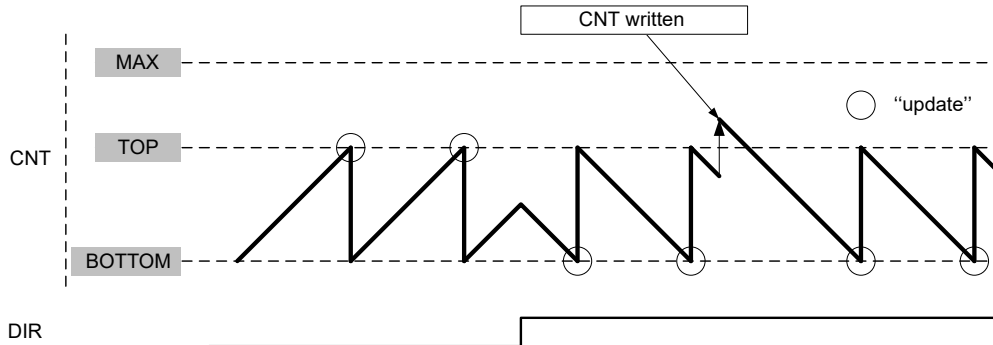 CNT written
MAX
"update"
TOP
CNT
BOTTOM
DIR